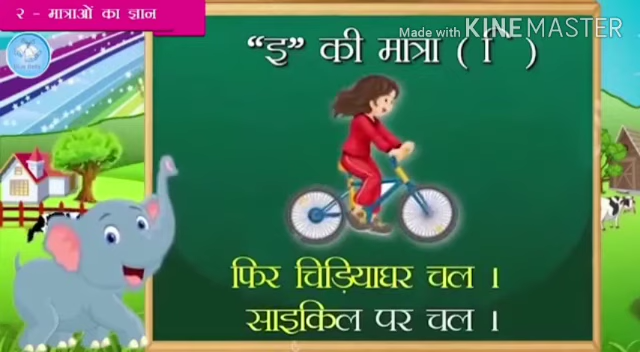 २ - मात्राओं का ज्ञान
Made with KINEMASTER
“इ” की मात्रा ( ि )
फिर चिड़ियाघर चल ।
साइकिल पर चल ।